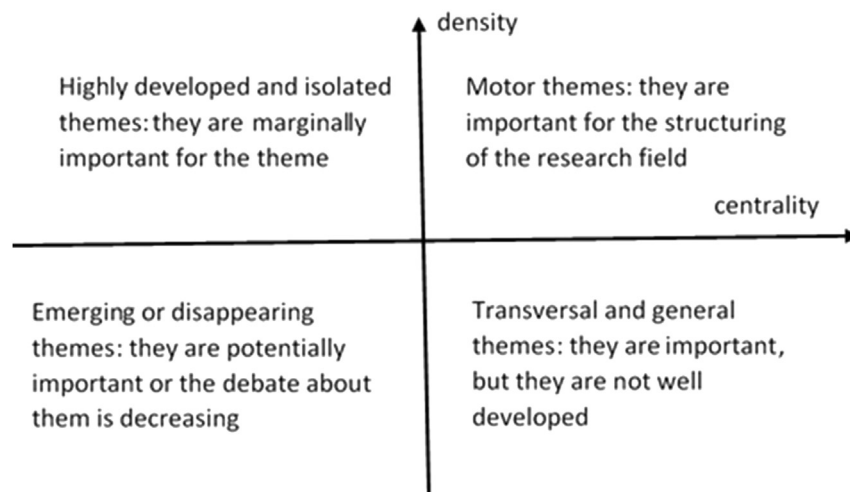 density
Highly developed and isolated
themes: they are marginally
important for the theme
Motor themes: they are
important for the structuring
of the research field
centrality
Emerging or disappearing
themes: they are potentially
important or the debate about
them is decreasing
Transversal and general
themes: they are important,
but they are not well
developed